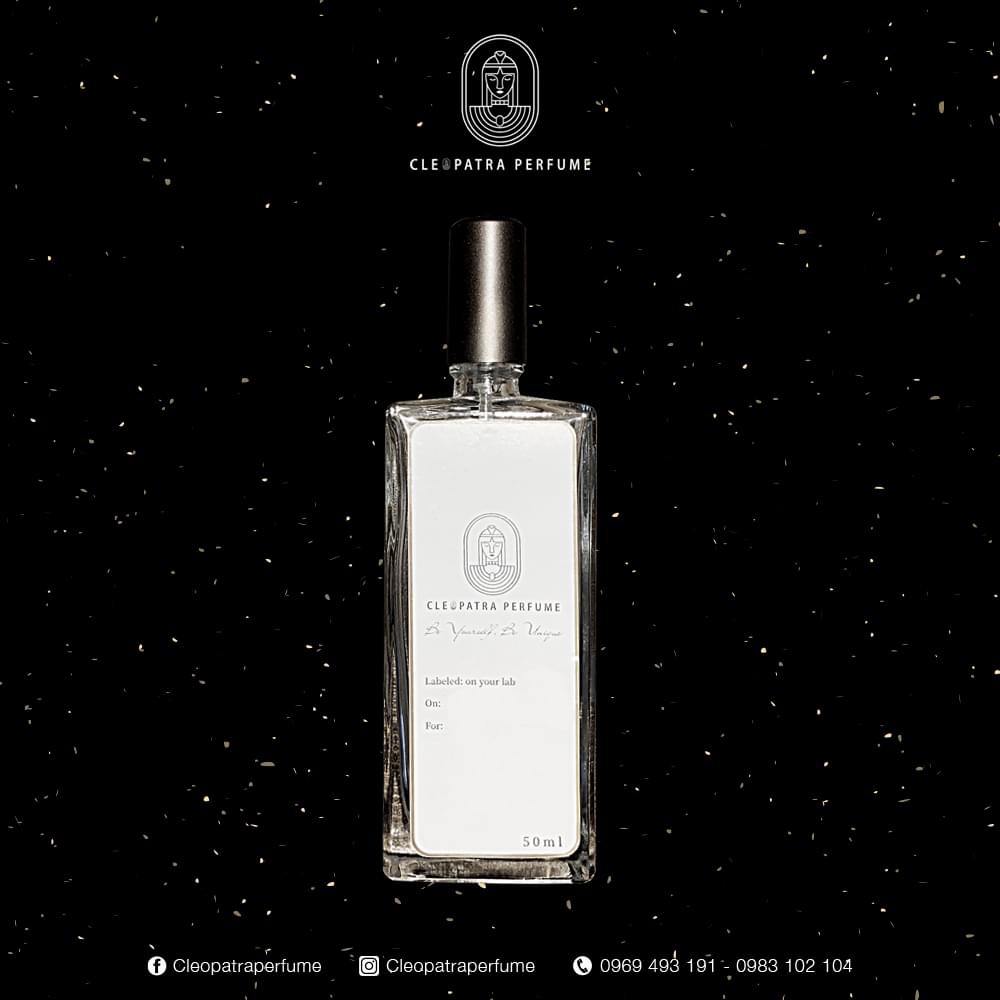 CLEOPATRA PERFUME
CLEOPATRA PERFUME
Be Yourself, Be Unique
Labeled: on your lab
On:
For:
50ml
Cleopatraperfume Cleopatraperfume 0969 493 191 - 0983 102 104